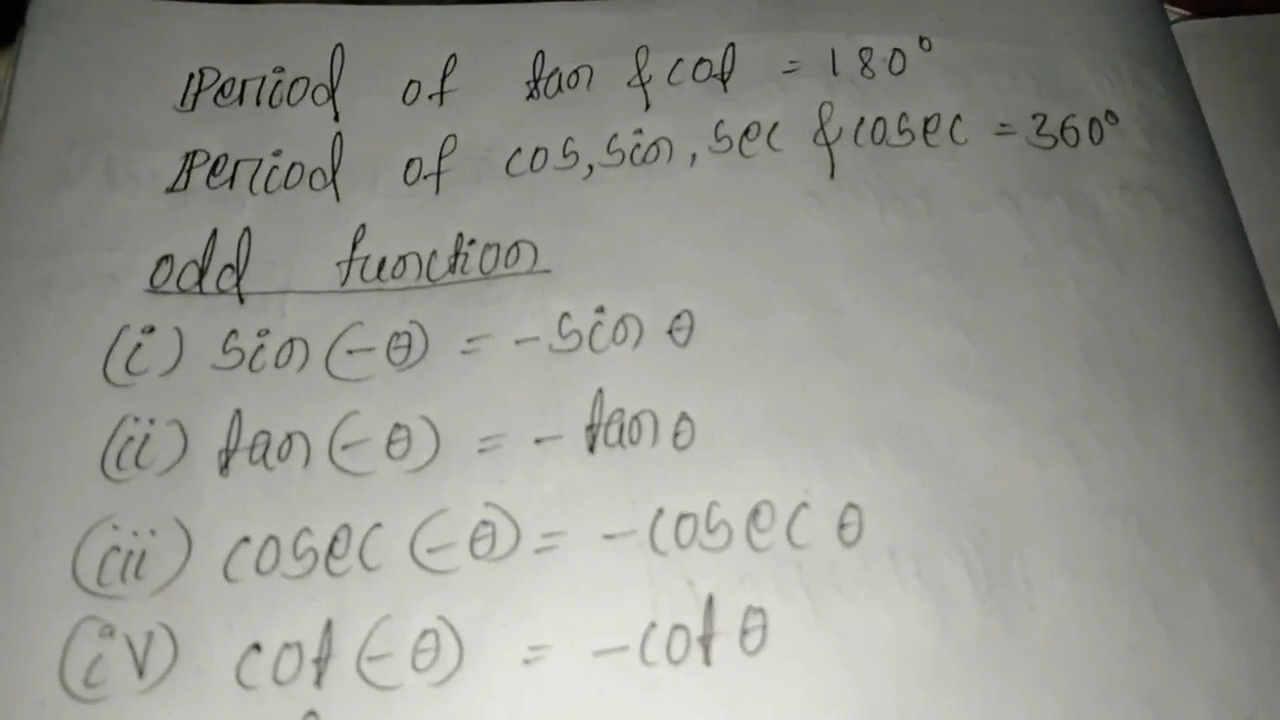 Period of tan & cot = 180°
Period of cos, sin, sec & cosec = 360°
odd function
(i) sin(-θ) = -sin θ
(ii) tan(-θ) = - tan θ
(iii) cosec(-θ) = -cosec θ
(iv) cot(-θ) = -cot θ